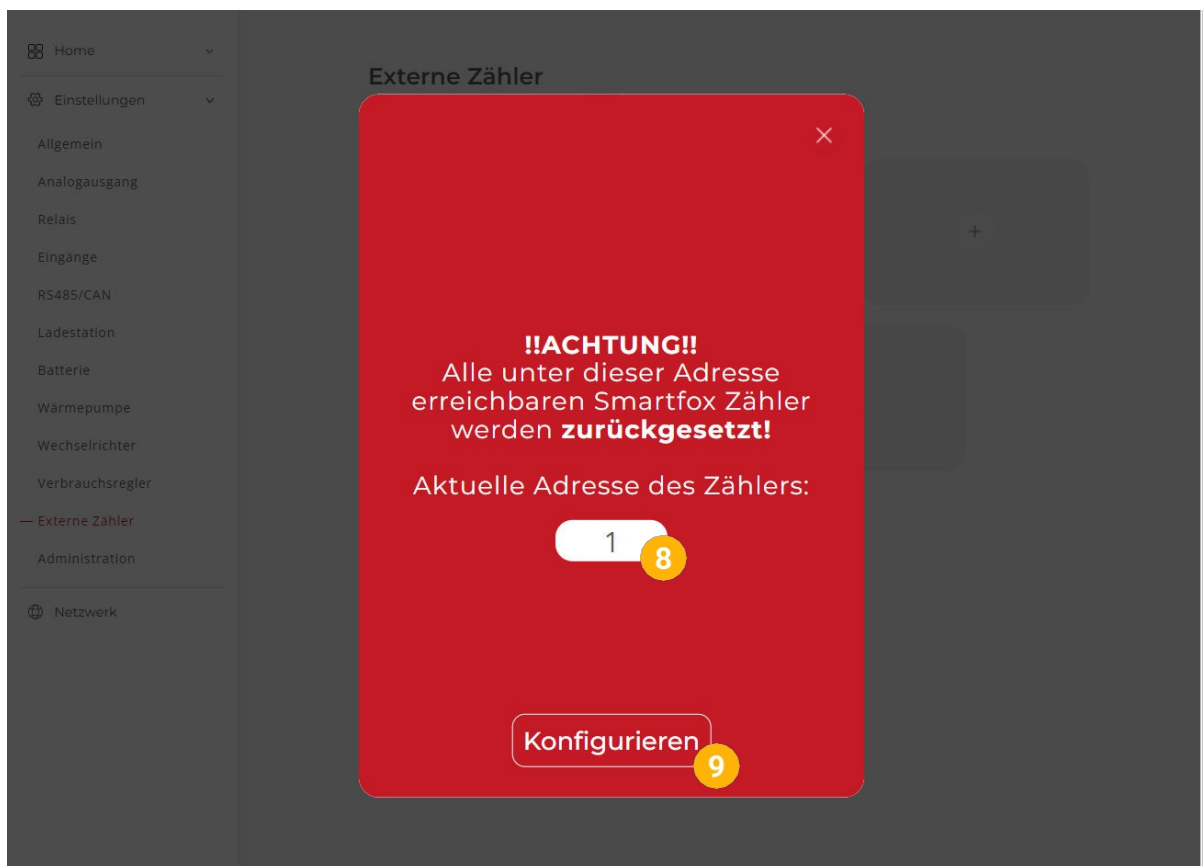 Home
Einstellungen
Allgemein
Analogausgang
Relais
Eingänge
RS485/CAN
Ladestation
Batterie
Wärmepumpe
Wechselrichter
Verbrauchsregler
Externe Zähler
Administration
Netzwerk
Externe Zähler
!!ACHTUNG!!
Alle unter dieser Adresse
erreichbaren Smartfox Zähler
werden zurückgesetzt!
Aktuelle Adresse des Zählers:
1
8
Konfigurieren
9